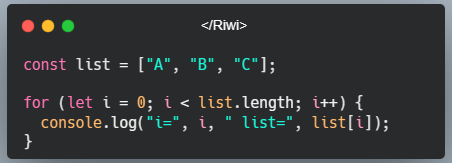 </Riwi>
const list = ["A", "B", "C"];
for (let i = 0; i < list.length; i++) {
  console.log("i=", i, " list=", list[i]);
}